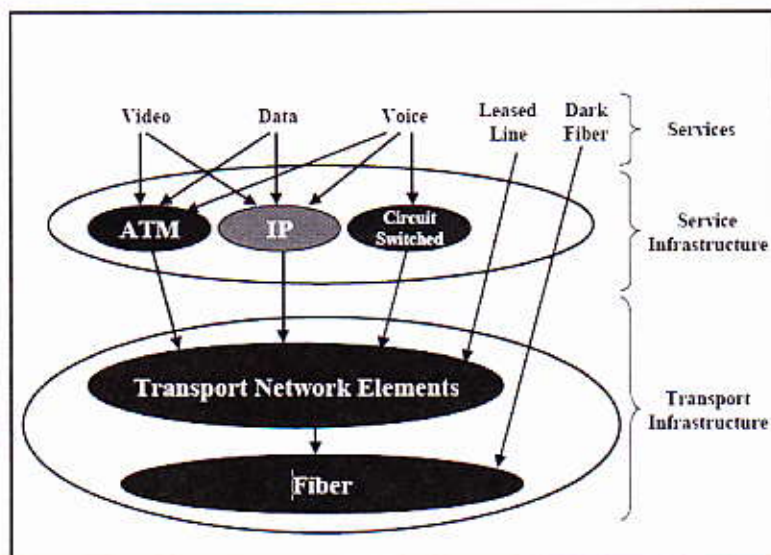 Video
Data
Voice
Leased
Line
Dark
Fiber
Services
ATM
IP
Circuit
Switched
Service
Infrastructure
Transport Network Elements
Transport
Infrastructure
Fiber